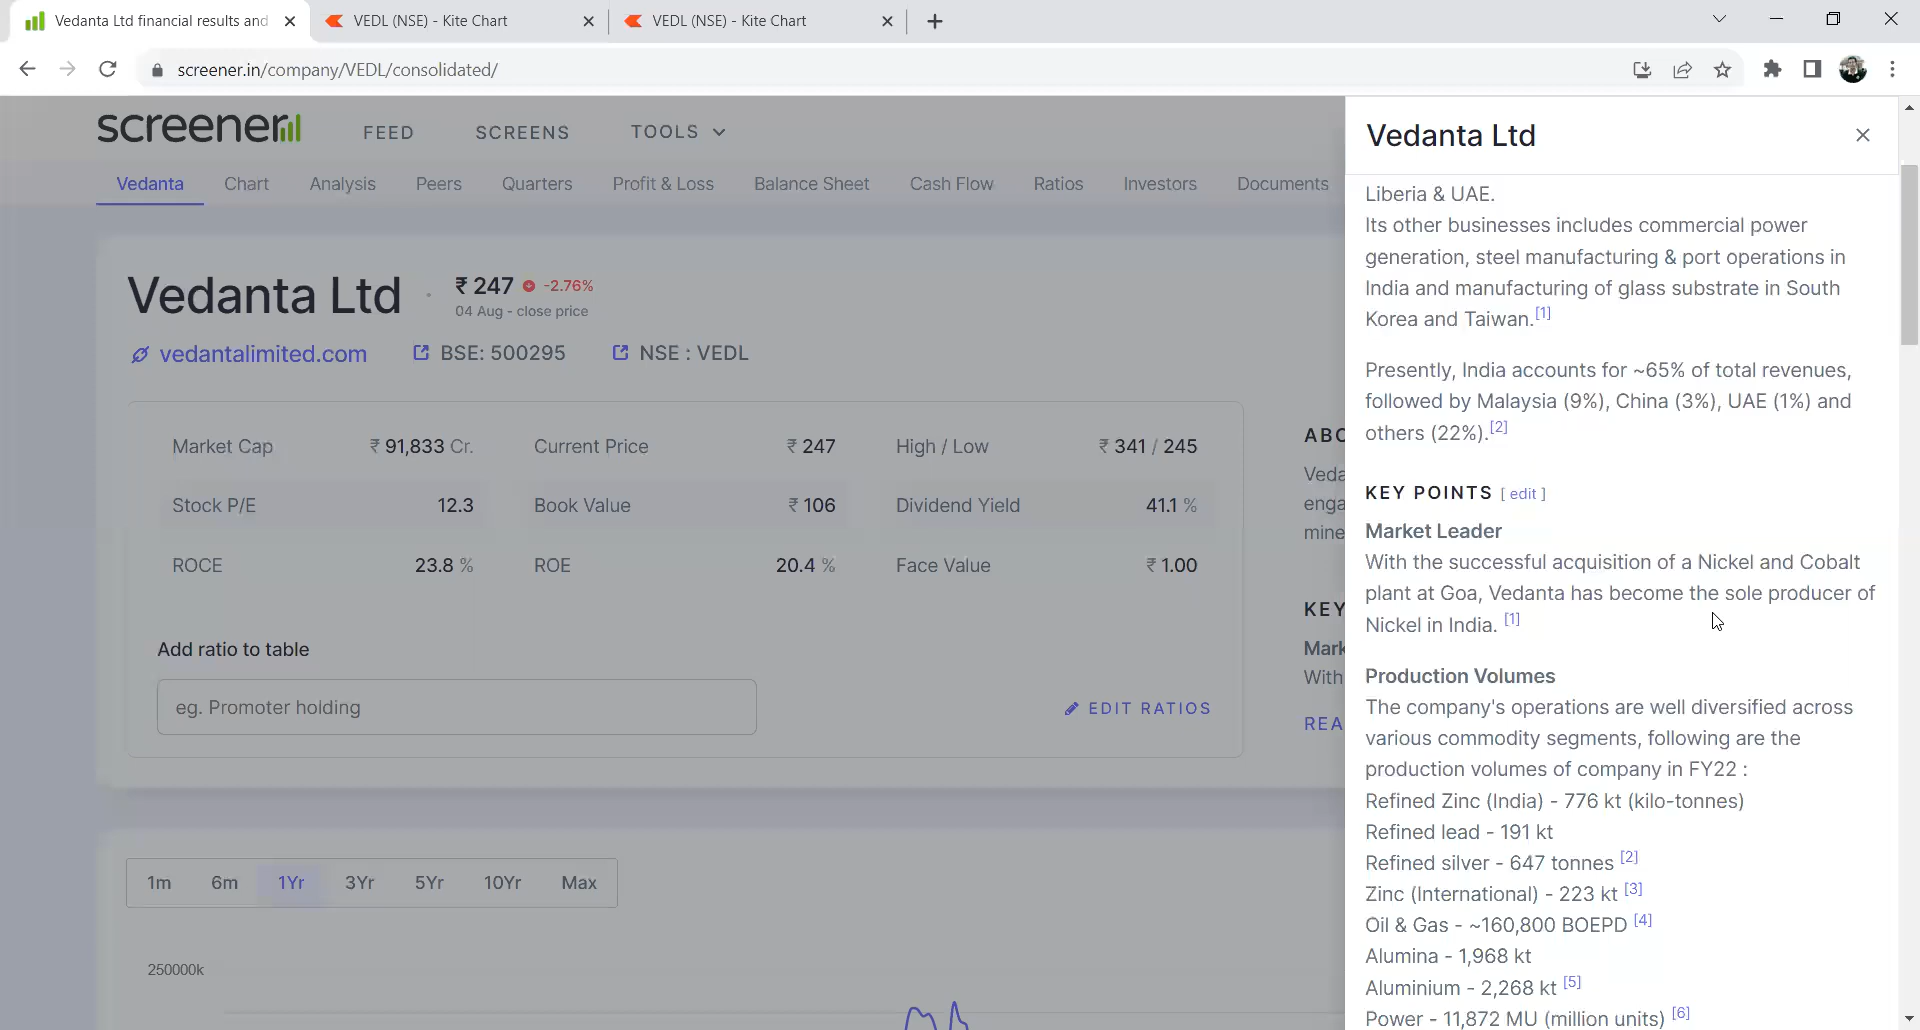 Vedanta Ltd financial results and
VEDL (NSE) - Kite Chart
VEDL (NSE) - Kite Chart
screener.in/company/VEDL/consolidated/
screener
FEED
SCREENS
TOOLS
Vedanta
Chart
Analysis
Peers
Quarters
Profit & Loss
Balance Sheet
Cash Flow
Ratios
Investors
Documents
Vedanta Ltd
₹ 247 -2.76%
04 Aug - close price
vedantalimited.com
BSE: 500295
NSE : VEDL
Market Cap ₹ 91,833 Cr.
Current Price ₹ 247
High / Low ₹ 341 / 245
Stock P/E 12.3
Book Value ₹ 106
Dividend Yield 41.1 %
ROCE 23.8 %
ROE 20.4 %
Face Value ₹ 1.00
Add ratio to table
eg. Promoter holding
EDIT RATIOS
ABO
Veda
enga
mine
KEY
Mark
With
REA
1m 6m 1Yr 3Yr 5Yr 10Yr Max
250000k
Vedanta Ltd
Liberia & UAE.
Its other businesses includes commercial power
generation, steel manufacturing & port operations in
India and manufacturing of glass substrate in South
Korea and Taiwan.[1]
Presently, India accounts for ~65% of total revenues,
followed by Malaysia (9%), China (3%), UAE (1%) and
others (22%).[2]
KEY POINTS [ edit ]
Market Leader
With the successful acquisition of a Nickel and Cobalt
plant at Goa, Vedanta has become the sole producer of
Nickel in India. [1]
Production Volumes
The company's operations are well diversified across
various commodity segments, following are the
production volumes of company in FY22 :
Refined Zinc (India) - 776 kt (kilo-tonnes)
Refined lead - 191 kt
Refined silver - 647 tonnes [2]
Zinc (International) - 223 kt [3]
Oil & Gas - ~160,800 BOEPD [4]
Alumina - 1,968 kt
Aluminium - 2,268 kt [5]
Power - 11,872 MU (million units) [6]